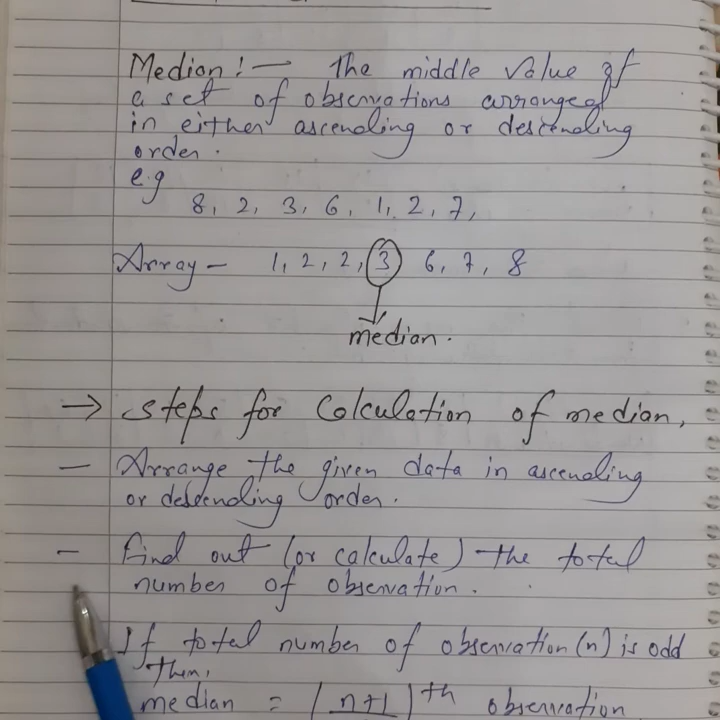 Median :— The middle value of
a set of observations arranged
in either ascending or descending
order.
e.g
8, 2, 3, 6, 1, 2, 7,
Array - 1, 2, 2, 3 6, 7, 8
median.
→ Steps for Calculation of median,
— Arrange the given data in ascending
or descending order.
— Find out (or calculate) the total
number of observation.
If total number of observation (n) is odd
then,
median = (n+1)th observation